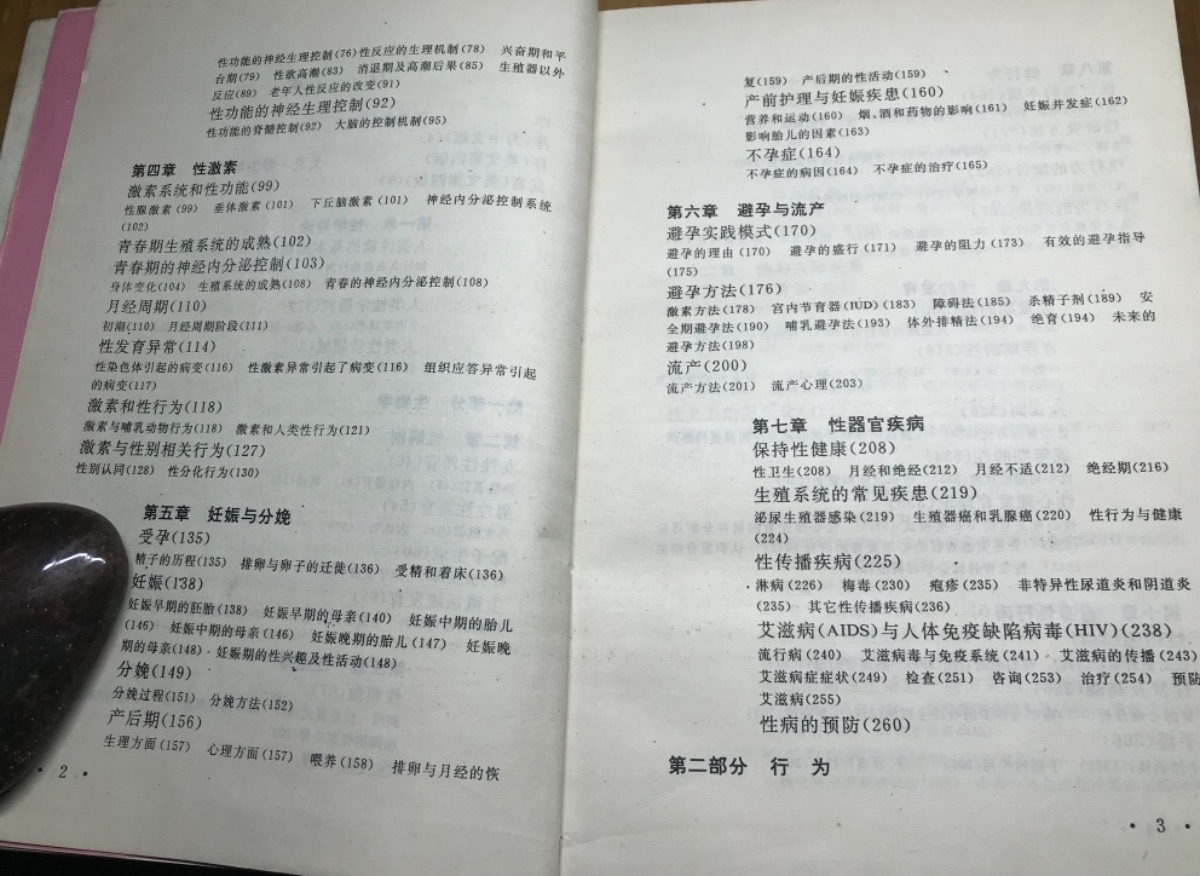 性功能的神经生理控制(76)性反应的生理机制(78) 兴奋期和平
台期(79) 性欲高潮(83) 消退期及高潮后果(85) 生殖器以外
反应(89) 老年人性反应的改变(91)
性功能的神经生理控制(92)
性功能的脊髓控制(92) 大脑的控制机制(95)
第四章 性激素
激素系统和性功能(99)
性腺激素(99) 垂体激素(101) 下丘脑激素(101) 神经内分泌控制系统
(102)
青春期生殖系统的成熟(102)
青春期的神经内分泌控制(103)
身体变化(104) 生殖系统的成熟(108) 青春的神经内分泌控制(108)
月经周期(110)
初潮(110) 月经周期阶段(111)
性发育异常(114)
性染色体引起的病变(116) 性激素异常引起了病变(116) 组织应答异常引起
的病变(117)
激素和性行为(118)
激素与哺乳动物行为(118) 激素和人类性行为(121)
激素与性别相关行为(127)
性别认同(128) 性分化行为(130)
第五章 妊娠与分娩
受孕(135)
精子的历程(135) 排卵与卵子的迁徙(136) 受精和着床(136)
妊娠(138)
妊娠早期的胚胎(138) 妊娠早期的母亲(140) 妊娠中期的胎儿
(146) 妊娠中期的母亲(146) 妊娠晚期的胎儿(147) 妊娠晚
期的母亲(148) 妊娠期的性兴趣及性活动(148)
分娩(149)
分娩过程(151) 分娩方法(152)
产后期(156)
生理方面(157) 心理方面(157) 喂养(158) 排卵与月经的恢
· 2 ·
复(159) 产后期的性活动(159)
产前护理与妊娠疾患(160)
营养和运动(160) 烟、酒和药物的影响(161) 妊娠并发症(162)
影响胎儿的因素(163)
不孕症(164)
不孕症的病因(164) 不孕症的治疗(165)
第六章 避孕与流产
避孕实践模式(170)
避孕的理由(170) 避孕的盛行(171) 避孕的阻力(173) 有效的避孕指导
(175)
避孕方法(176)
激素方法(178) 宫内节育器(IUD)(183) 障碍法(185) 杀精子剂(189) 安
全期避孕法(190) 哺乳避孕法(193) 体外排精法(194) 绝育(194) 未来的
避孕方法(198)
流产(200)
流产方法(201) 流产心理(203)
第七章 性器官疾病
保持性健康(208)
性卫生(208) 月经和绝经(212) 月经不适(212) 绝经期(216)
生殖系统的常见疾患(219)
泌尿生殖器感染(219) 生殖器癌和乳腺癌(220) 性行为与健康
(224)
性传播疾病(225)
淋病(226) 梅毒(230) 疱疹(235) 非特异性尿道炎和阴道炎
(235) 其它性传播疾病(236)
艾滋病(AIDS)与人体免疫缺陷病毒(HIV)(238)
流行病(240) 艾滋病毒与免疫系统(241) 艾滋病的传播(243)
艾滋病症症状(249) 检查(251) 咨询(253) 治疗(254) 预防
艾滋病(255)
性病的预防(260)
第二部分 行 为
· 3 ·